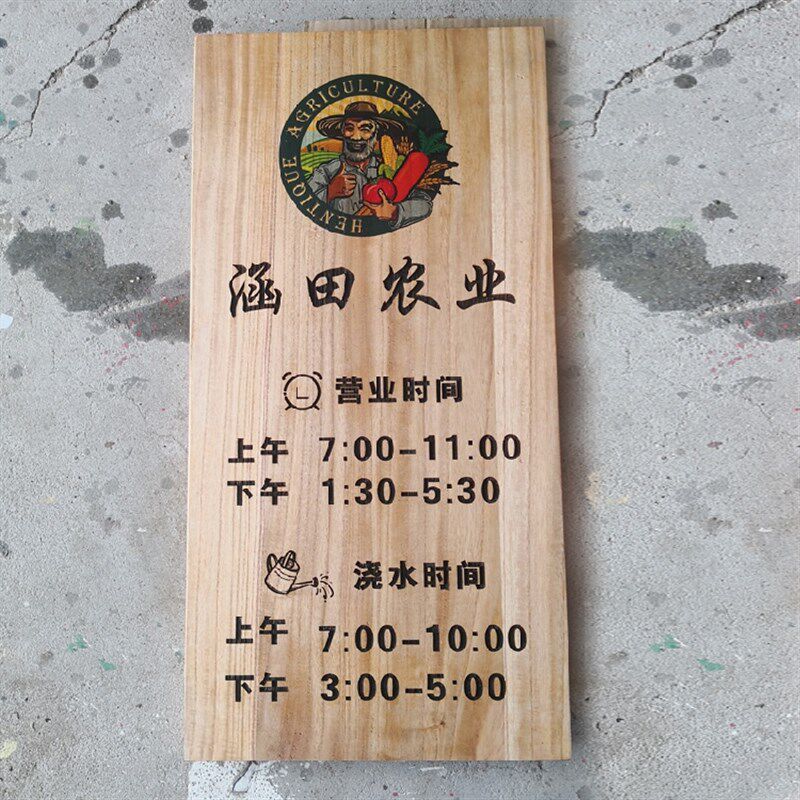 HENTIQUE AGRICULTURE
涵田农业
营业时间
上午 7:00-11:00
下午 1:30-5:30
浇水时间
上午 7:00-10:00
下午 3:00-5:00